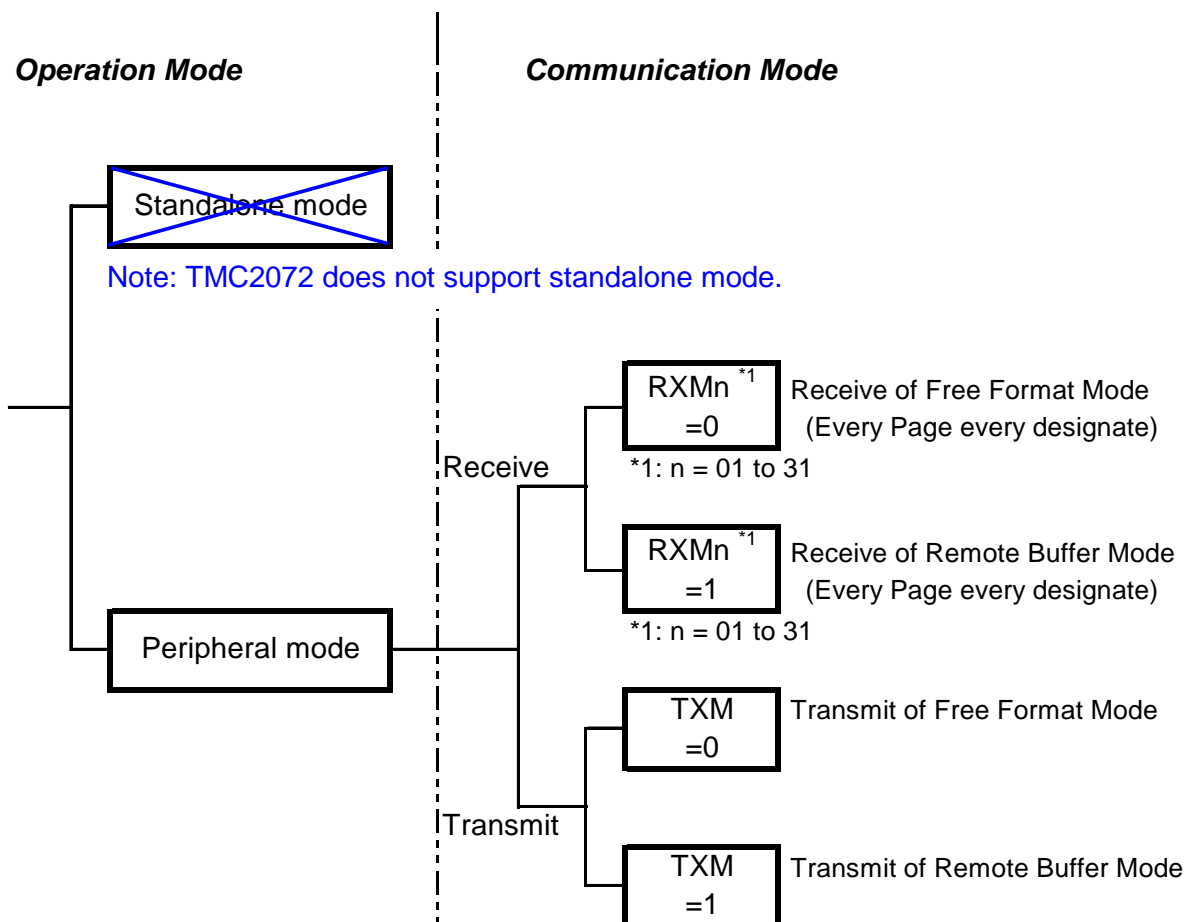 Operation Mode
Communication Mode
Standalone mode
Note: TMC2072 does not support standalone mode.
RXMn *1
=0
Receive of Free Format Mode
(Every Page every designate)
*1: n = 01 to 31
Receive
RXMn *1
=1
Receive of Remote Buffer Mode
(Every Page every designate)
*1: n = 01 to 31
Peripheral mode
TXM
=0
Transmit of Free Format Mode
Transmit
TXM
=1
Transmit of Remote Buffer Mode